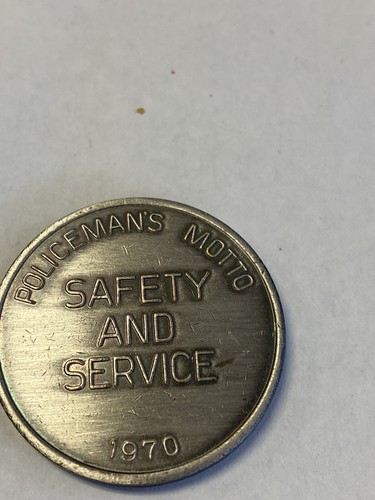 POLICEMAN'S MOTTO
SAFETY
AND
SERVICE
1970